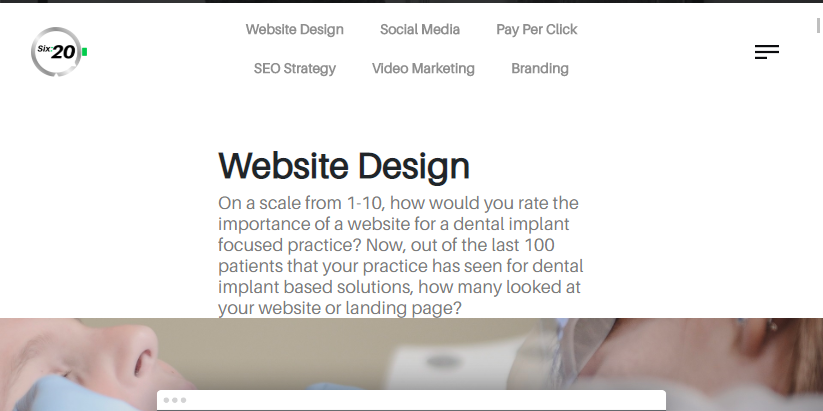 Website Design
Social Media
Pay Per Click
Six:20
SEO Strategy
Video Marketing
Branding
Website Design
On a scale from 1-10, how would you rate the
importance of a website for a dental implant
focused practice? Now, out of the last 100
patients that your practice has seen for dental
implant based solutions, how many looked at
your website or landing page?